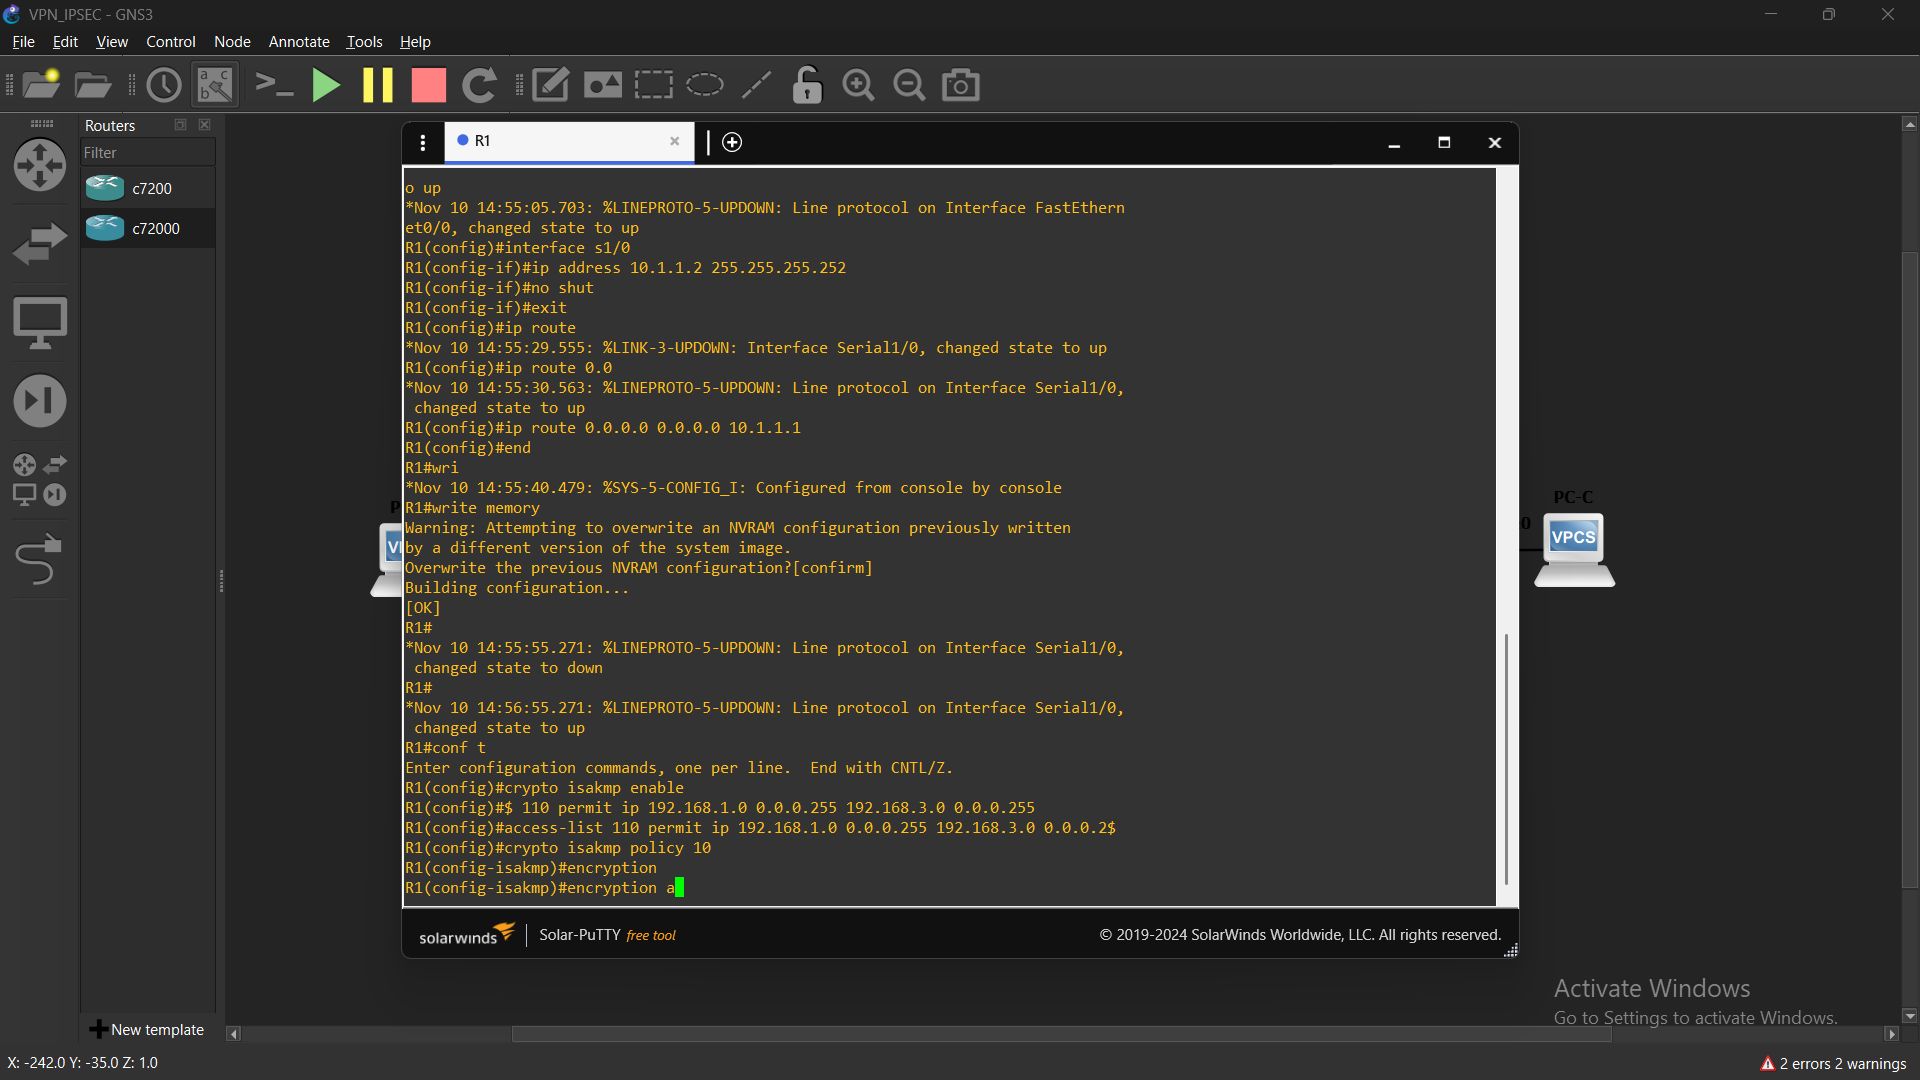 VPN_IPSEC - GNS3
File Edit View Control Node Annotate Tools Help
Routers
Filter
c7200
c72000
New template
R1
o up
*Nov 10 14:55:05.703: %LINEPROTO-5-UPDOWN: Line protocol on Interface FastEthern
et0/0, changed state to up
R1(config)#interface s1/0
R1(config-if)#ip address 10.1.1.2 255.255.255.252
R1(config-if)#no shut
R1(config-if)#exit
R1(config)#ip route
*Nov 10 14:55:29.555: %LINK-3-UPDOWN: Interface Serial1/0, changed state to up
R1(config)#ip route 0.0
*Nov 10 14:55:30.563: %LINEPROTO-5-UPDOWN: Line protocol on Interface Serial1/0,
changed state to up
R1(config)#ip route 0.0.0.0 0.0.0.0 10.1.1.1
R1(config)#end
R1#wri
*Nov 10 14:55:40.479: %SYS-5-CONFIG_I: Configured from console by console
R1#write memory
Warning: Attempting to overwrite an NVRAM configuration previously written
by a different version of the system image.
Overwrite the previous NVRAM configuration?[confirm]
Building configuration...
[OK]
R1#
*Nov 10 14:55:55.271: %LINEPROTO-5-UPDOWN: Line protocol on Interface Serial1/0,
changed state to down
R1#
*Nov 10 14:56:55.271: %LINEPROTO-5-UPDOWN: Line protocol on Interface Serial1/0,
changed state to up
R1#conf t
Enter configuration commands, one per line.  End with CNTL/Z.
R1(config)#crypto isakmp enable
R1(config)#$ 110 permit ip 192.168.1.0 0.0.0.255 192.168.3.0 0.0.0.255
R1(config)#access-list 110 permit ip 192.168.1.0 0.0.0.255 192.168.3.0 0.0.0.2$
R1(config)#crypto isakmp policy 10
R1(config-isakmp)#encryption
R1(config-isakmp)#encryption a
solarwinds Solar-PuTTY free tool
© 2019-2024 SolarWinds Worldwide, LLC. All rights reserved.
PC-C
VPCS
Activate Windows
Go to Settings to activate Windows.
X: -242.0 Y: -35.0 Z: 1.0
2 errors 2 warnings